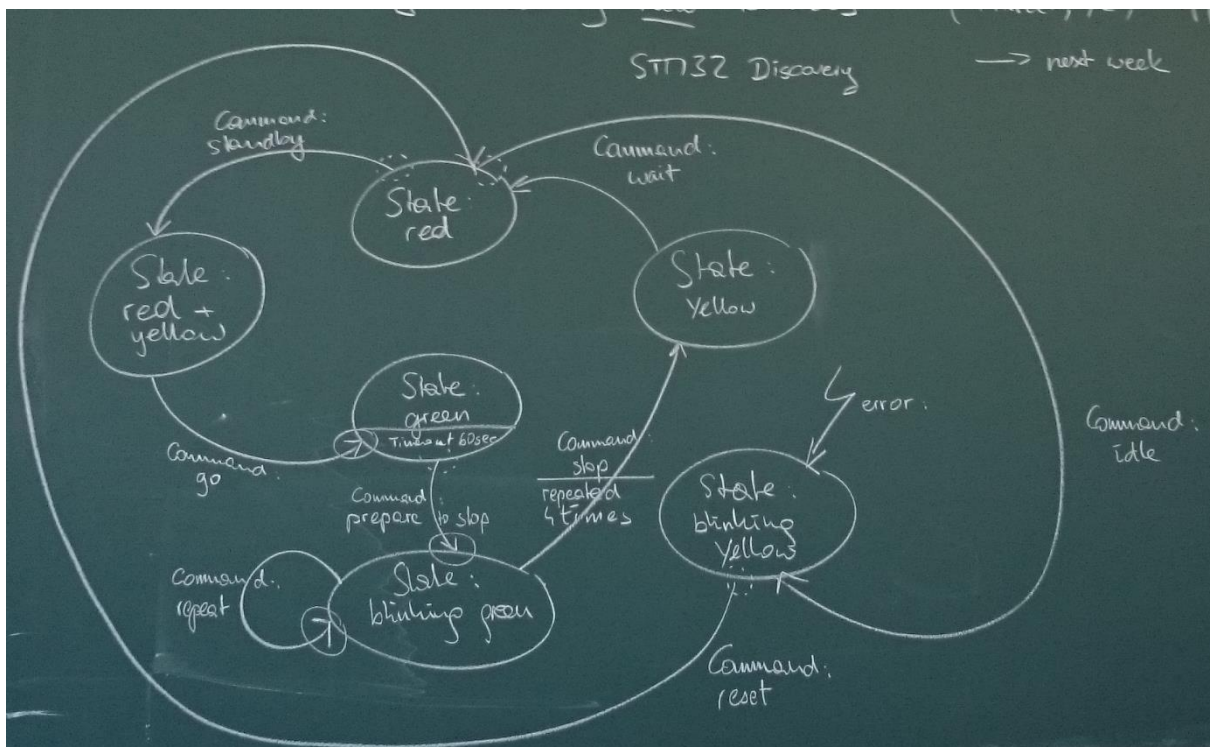 STM32 Discovery
→ next week
Command:
standby
Command:
wait
State:
red
State:
red +
yellow
State:
Yellow
State:
green
Timeout 60sec
error:
Command:
idle
Command
go
Command
stop
repeated
4 times
Command:
prepare to stop
State:
blinking
Yellow
Command:
repeat
State:
blinking green
Command:
reset